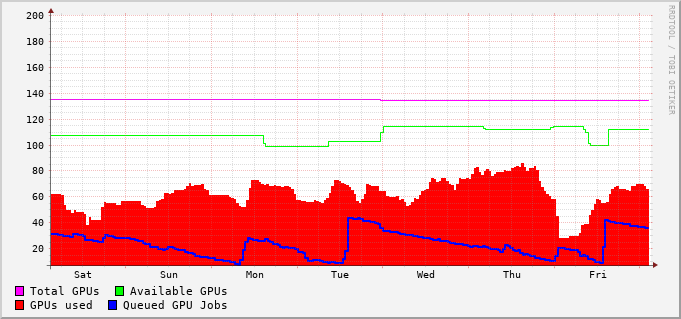 200
180
160
140
120
100
80
60
40
20
Sat Sun Mon Tue Wed Thu Fri
Total GPUs Available GPUs
GPUs used Queued GPU Jobs
RRDTOOL / TOBI OETIKER